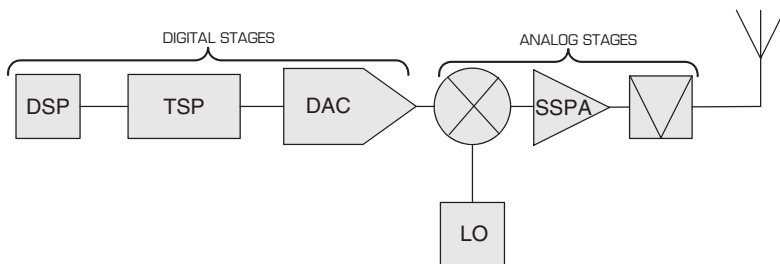 DIGITAL STAGES
ANALOG STAGES
DSP
TSP
DAC
SSPA
LO